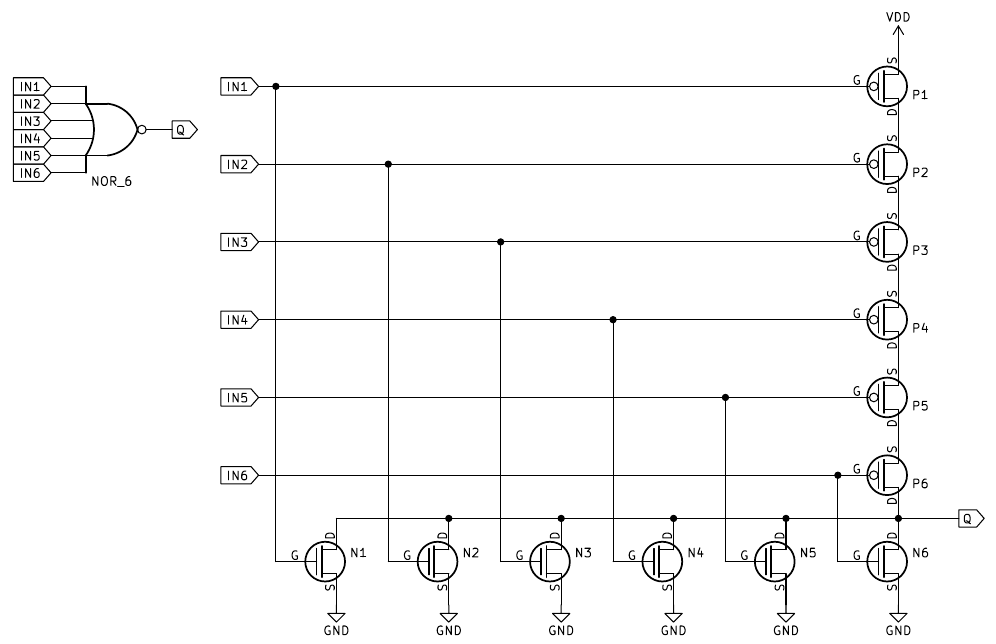 VDD
IN1
IN2
IN3
IN4
IN5
IN6
Q
NOR_6
IN1
G
S
D
P1
IN2
G
S
D
P2
IN3
G
S
D
P3
IN4
G
S
D
P4
IN5
G
S
D
P5
IN6
G
S
D
P6
Q
G
D
S
N1
G
D
S
N2
G
D
S
N3
G
D
S
N4
G
D
S
N5
G
D
S
N6
GND
GND
GND
GND
GND
GND